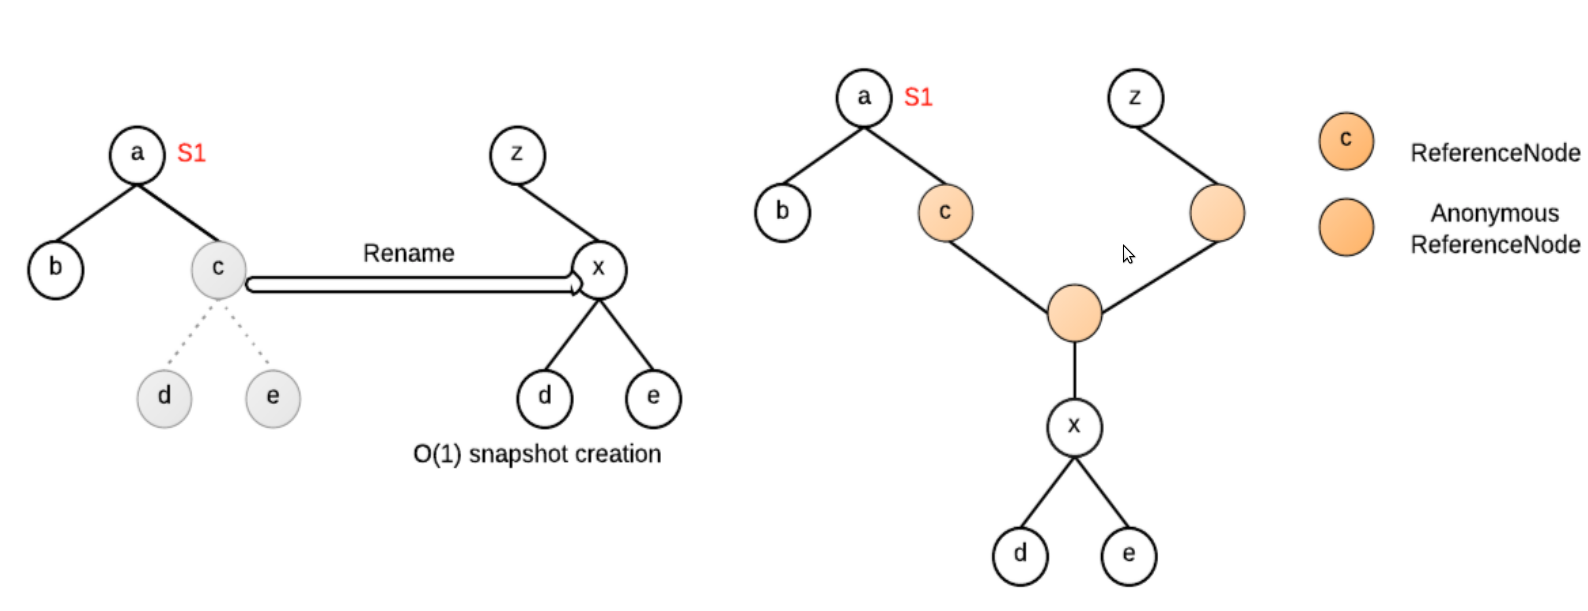 a
S1
z
b
c
Rename
x
d
e
d
e
O(1) snapshot creation
a
S1
z
b
c
x
d
e
c
ReferenceNode
Anonymous
ReferenceNode